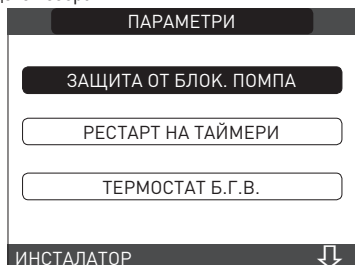 ПАРАМЕТРИ
ЗАЩИТА ОТ БЛОК. ПОМПА
РЕСТАРТ НА ТАЙМЕРИ
ТЕРМОСТАТ Б.Г.В.
ИНСТАЛАТОР